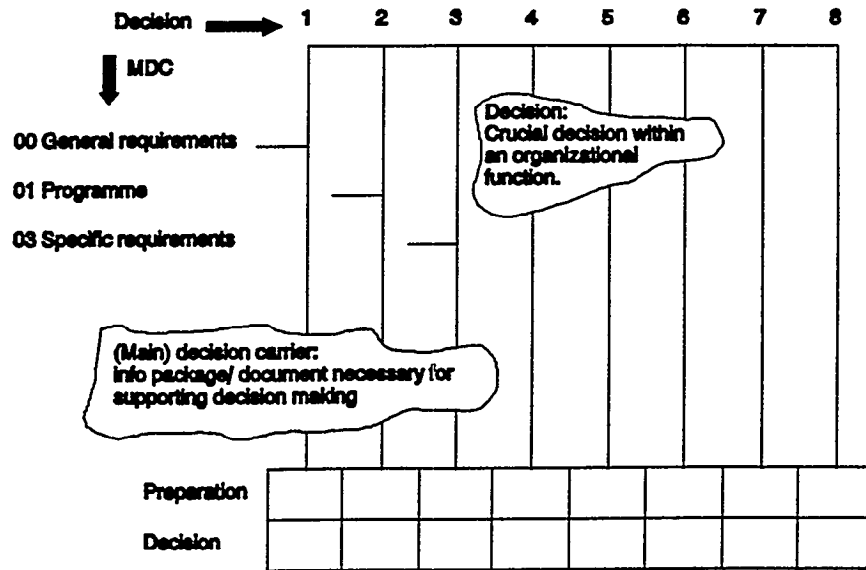 Decision 1 2 3 4 5 6 7 8
MDC
00 General requirements
01 Programme
03 Specific requirements
Decision:
Crucial decision within
an organizational
function.
(Main) decision carrier:
info package/ document necessary for
supporting decision making
Preparation
Decision